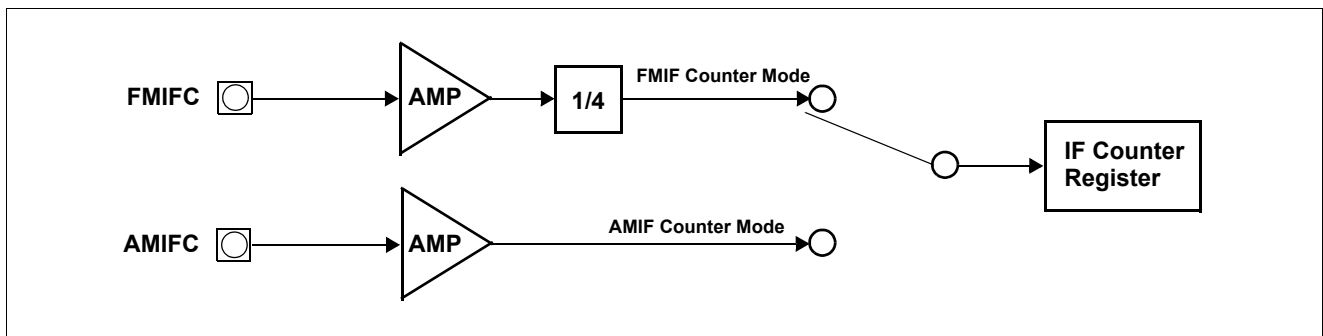 FMIFC
AMP
1/4
FMIF Counter Mode
IF Counter
Register
AMIFC
AMP
AMIF Counter Mode